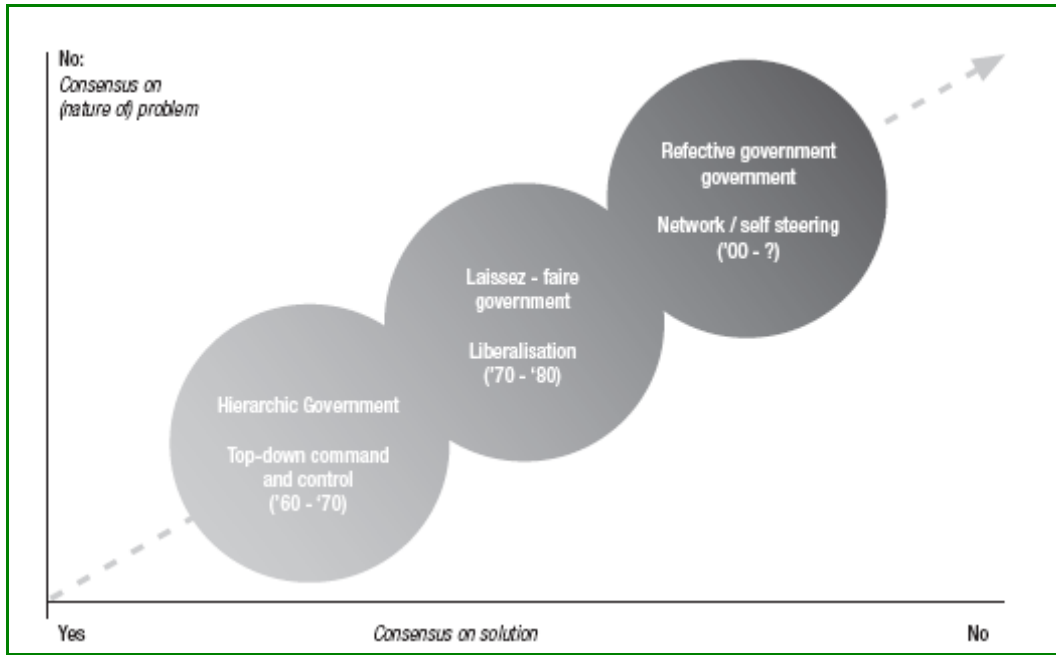 No:
Consensus on
(nature of) problem
Refective government
government
Network / self steering
('00 - ?)
Laissez - faire
government
Liberalisation
('70 - ‘80)
Hierarchic Government
Top-down command
and control
('60 - ‘70)
Yes
Consensus on solution
No